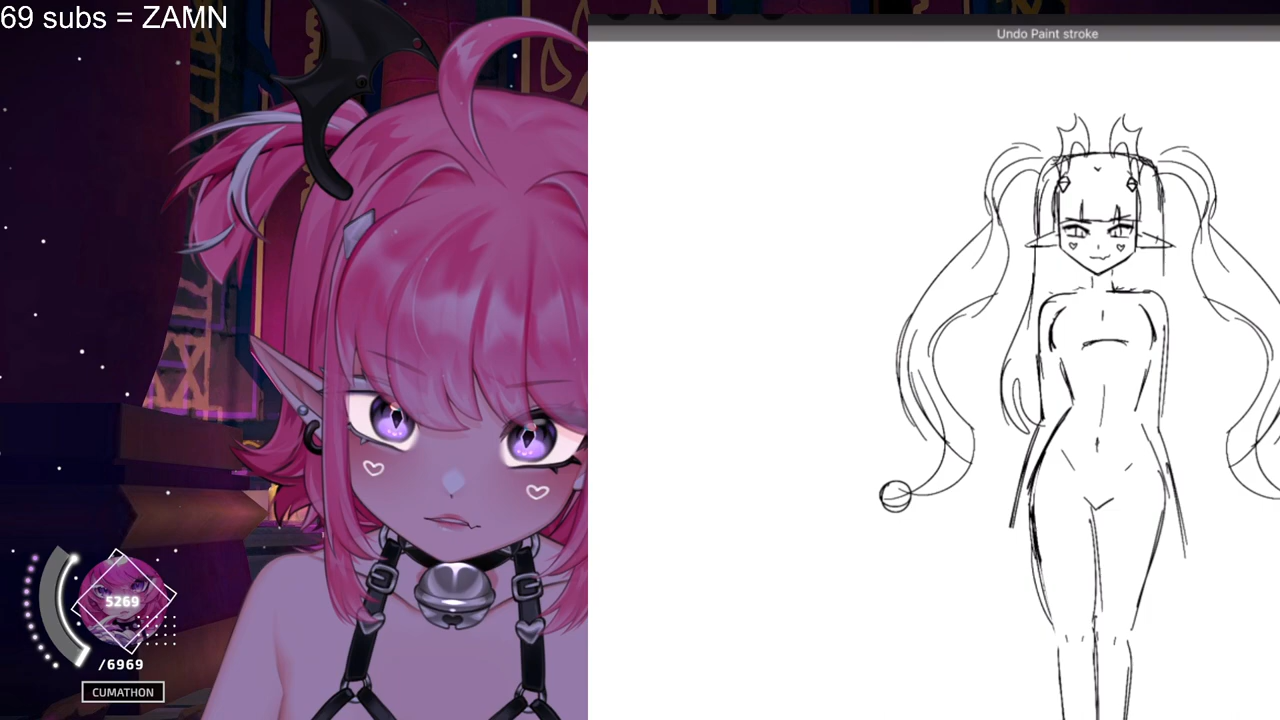 69 subs = ZAMN
Undo Paint stroke
5269
/6969
CUMATHON